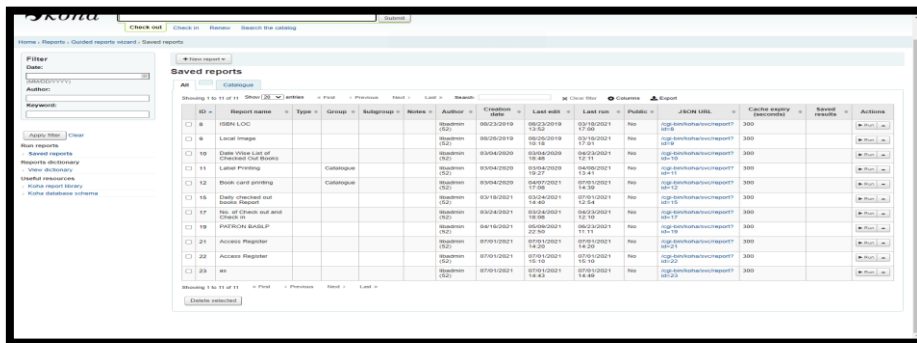 koha
Submit
Check out Check in Renew Search the catalog
Home › Reports › Guided reports wizard › Saved reports
Filter
Date:
(MM/DD/YYYY)
Author:
Keyword:
Apply filter Clear
Run reports
Saved reports
Reports dictionary
View dictionary
Useful resources
Koha report library
Koha database schema
New report
Saved reports
All Catalogue
Showing 1 to 11 of 11 Show 20 entries First Previous Next Last Search: Clear filter Columns Export
ID Report name Type Group Subgroup Notes Author Creation date Last edit Last run Public JSON URL Cache expiry (seconds) Saved results Actions
8 ISBN LOC libadmin (52) 08/23/2019 08/23/2019 13:52 03/18/2021 17:00 No /cgi-bin/koha/svc/report?id=8 300 Run
9 Local Image libadmin (52) 08/26/2019 08/26/2019 10:18 03/18/2021 17:01 No /cgi-bin/koha/svc/report?id=9 300 Run
10 Date Wise List of Checked Out Books libadmin (52) 03/04/2020 03/04/2020 18:48 04/23/2021 12:11 No /cgi-bin/koha/svc/report?id=10 300 Run
11 Label Printing Catalogue libadmin (52) 03/04/2020 03/04/2020 19:27 04/08/2021 13:41 No /cgi-bin/koha/svc/report?id=11 300 Run
12 Book card printing Catalogue libadmin (52) 03/04/2020 04/07/2021 17:08 07/01/2021 14:39 No /cgi-bin/koha/svc/report?id=12 300 Run
15 Daily checked out books Report libadmin (52) 03/18/2021 03/24/2021 14:40 07/01/2021 12:54 No /cgi-bin/koha/svc/report?id=15 300 Run
17 No. of Check out and Check in libadmin (52) 03/24/2021 03/24/2021 18:08 04/23/2021 12:10 No /cgi-bin/koha/svc/report?id=17 300 Run
19 PATRON BASLP libadmin (52) 04/16/2021 05/09/2021 22:50 06/23/2021 11:11 No /cgi-bin/koha/svc/report?id=19 300 Run
21 Access Register libadmin (52) 07/01/2021 07/01/2021 14:20 07/01/2021 14:20 No /cgi-bin/koha/svc/report?id=21 300 Run
22 Access Register libadmin (52) 07/01/2021 07/01/2021 15:10 07/01/2021 15:10 No /cgi-bin/koha/svc/report?id=22 300 Run
23 as libadmin (52) 07/01/2021 07/01/2021 14:43 07/01/2021 14:49 No /cgi-bin/koha/svc/report?id=23 300 Run
Showing 1 to 11 of 11 First Previous Next Last
Delete selected